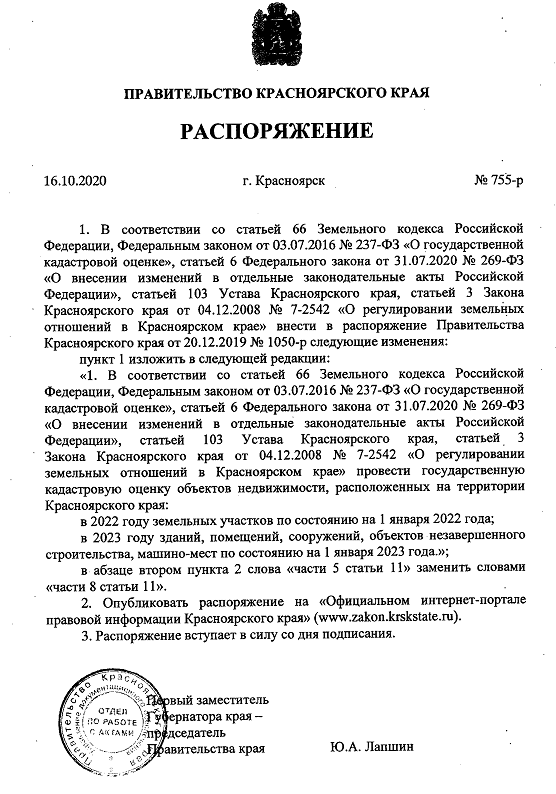 ПРАВИТЕЛЬСТВО КРАСНОЯРСКОГО КРАЯ
РАСПОРЯЖЕНИЕ
16.10.2020 г. Красноярск № 755-р
1. В соответствии со статьей 66 Земельного кодекса Российской
Федерации, Федеральным законом от 03.07.2016 № 237-ФЗ «О государственной
кадастровой оценке», статьей 6 Федерального закона от 31.07.2020 № 269-ФЗ
«О внесении изменений в отдельные законодательные акты Российской
Федерации», статьей 103 Устава Красноярского края, статьей 3 Закона
Красноярского края от 04.12.2008 № 7-2542 «О регулировании земельных
отношений в Красноярском крае» внести в распоряжение Правительства
Красноярского края от 20.12.2019 № 1050-р следующие изменения:
пункт 1 изложить в следующей редакции:
«1. В соответствии со статьей 66 Земельного кодекса Российской
Федерации, Федеральным законом от 03.07.2016 № 237-ФЗ «О государственной
кадастровой оценке», статьей 6 Федерального закона от 31.07.2020 № 269-ФЗ
«О внесении изменений в отдельные законодательные акты Российской
Федерации», статьей 103 Устава Красноярского края, статьей 3
Закона Красноярского края от 04.12.2008 № 7-2542 «О регулировании
земельных отношений в Красноярском крае» провести государственную
кадастровую оценку объектов недвижимости, расположенных на территории
Красноярского края:
в 2022 году земельных участков по состоянию на 1 января 2022 года;
в 2023 году зданий, помещений, сооружений, объектов незавершенного
строительства, машино-мест по состоянию на 1 января 2023 года.»;
в абзаце втором пункта 2 слова «части 5 статьи 11» заменить словами
«части 8 статьи 11».
2. Опубликовать распоряжение на «Официальном интернет-портале
правовой информации Красноярского края» (www.zakon.krskstate.ru).
3. Распоряжение вступает в силу со дня подписания.
Первый заместитель
Губернатора края –
председатель
Правительства края Ю.А. Лапшин
Правительство Красноярского края
ОТДЕЛ
ПО РАБОТЕ
С АКТАМИ